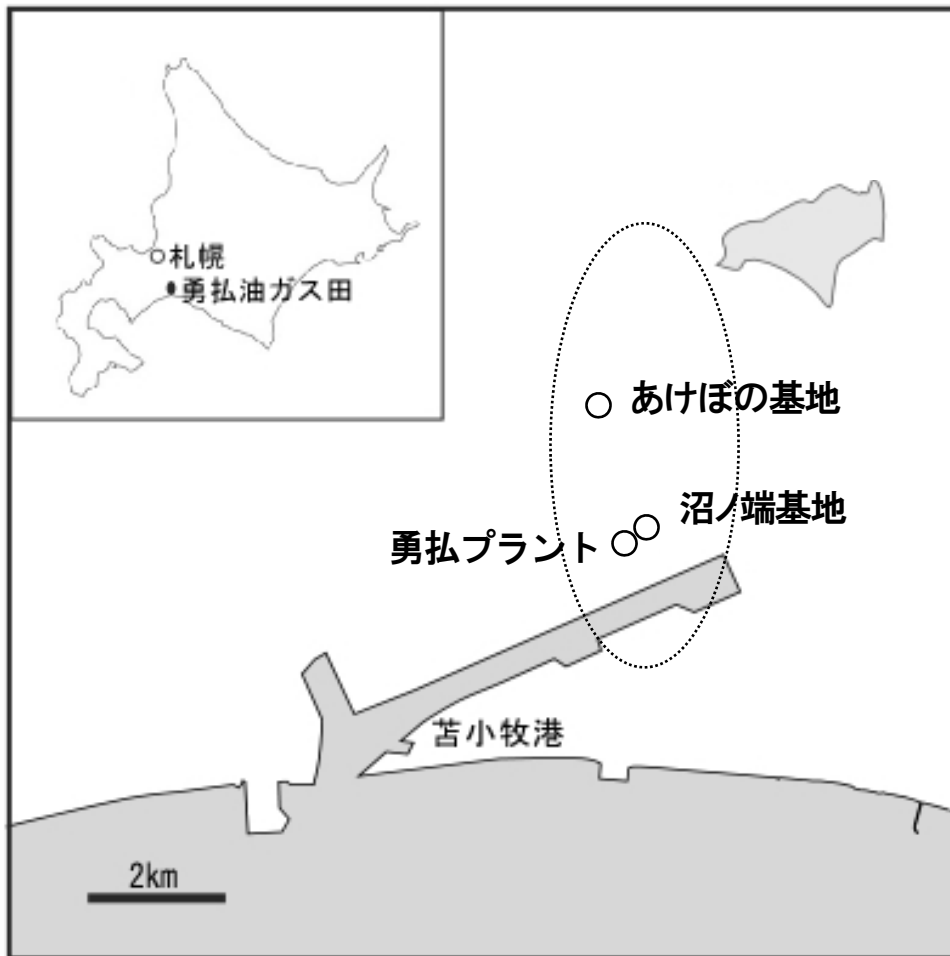 札幌
勇払油ガス田
あけぼの基地
沼ノ端基地
勇払プラント
苫小牧港
2km